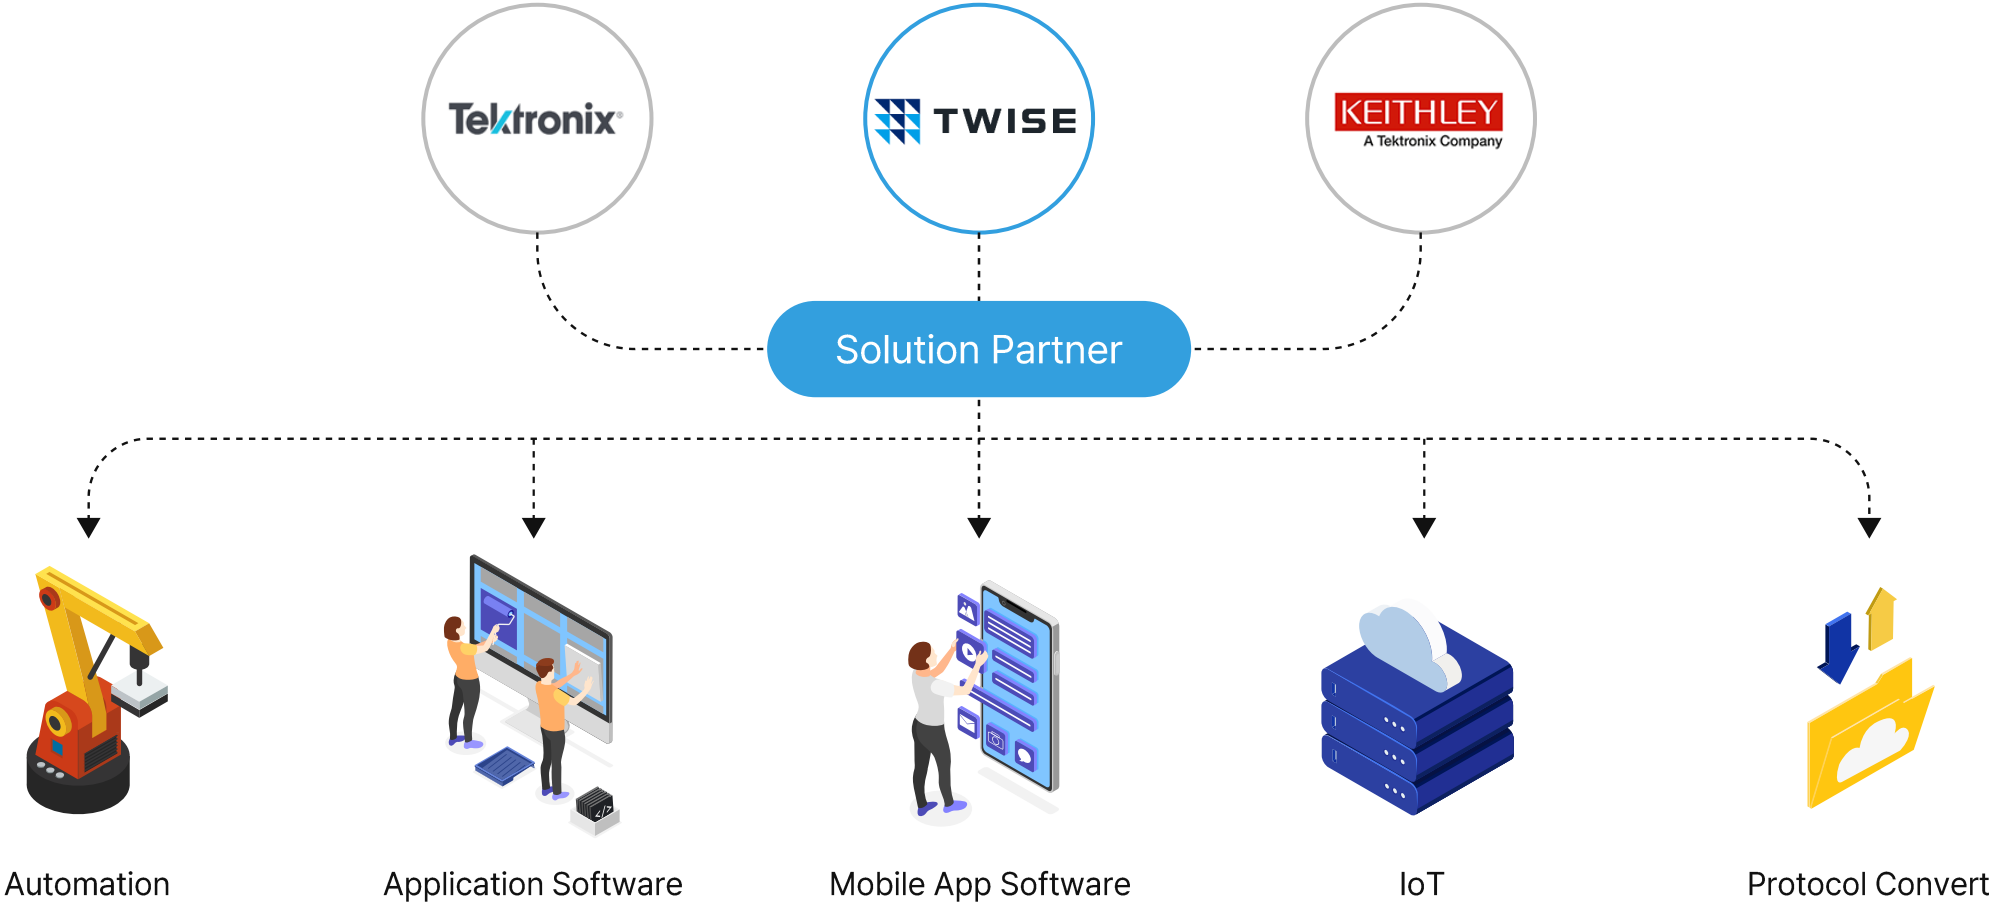 Tektronix®
TWISE
KEITHLEY
A Tektronix Company
Solution Partner
</>
Automation
Application Software
Mobile App Software
IoT
Protocol Convert